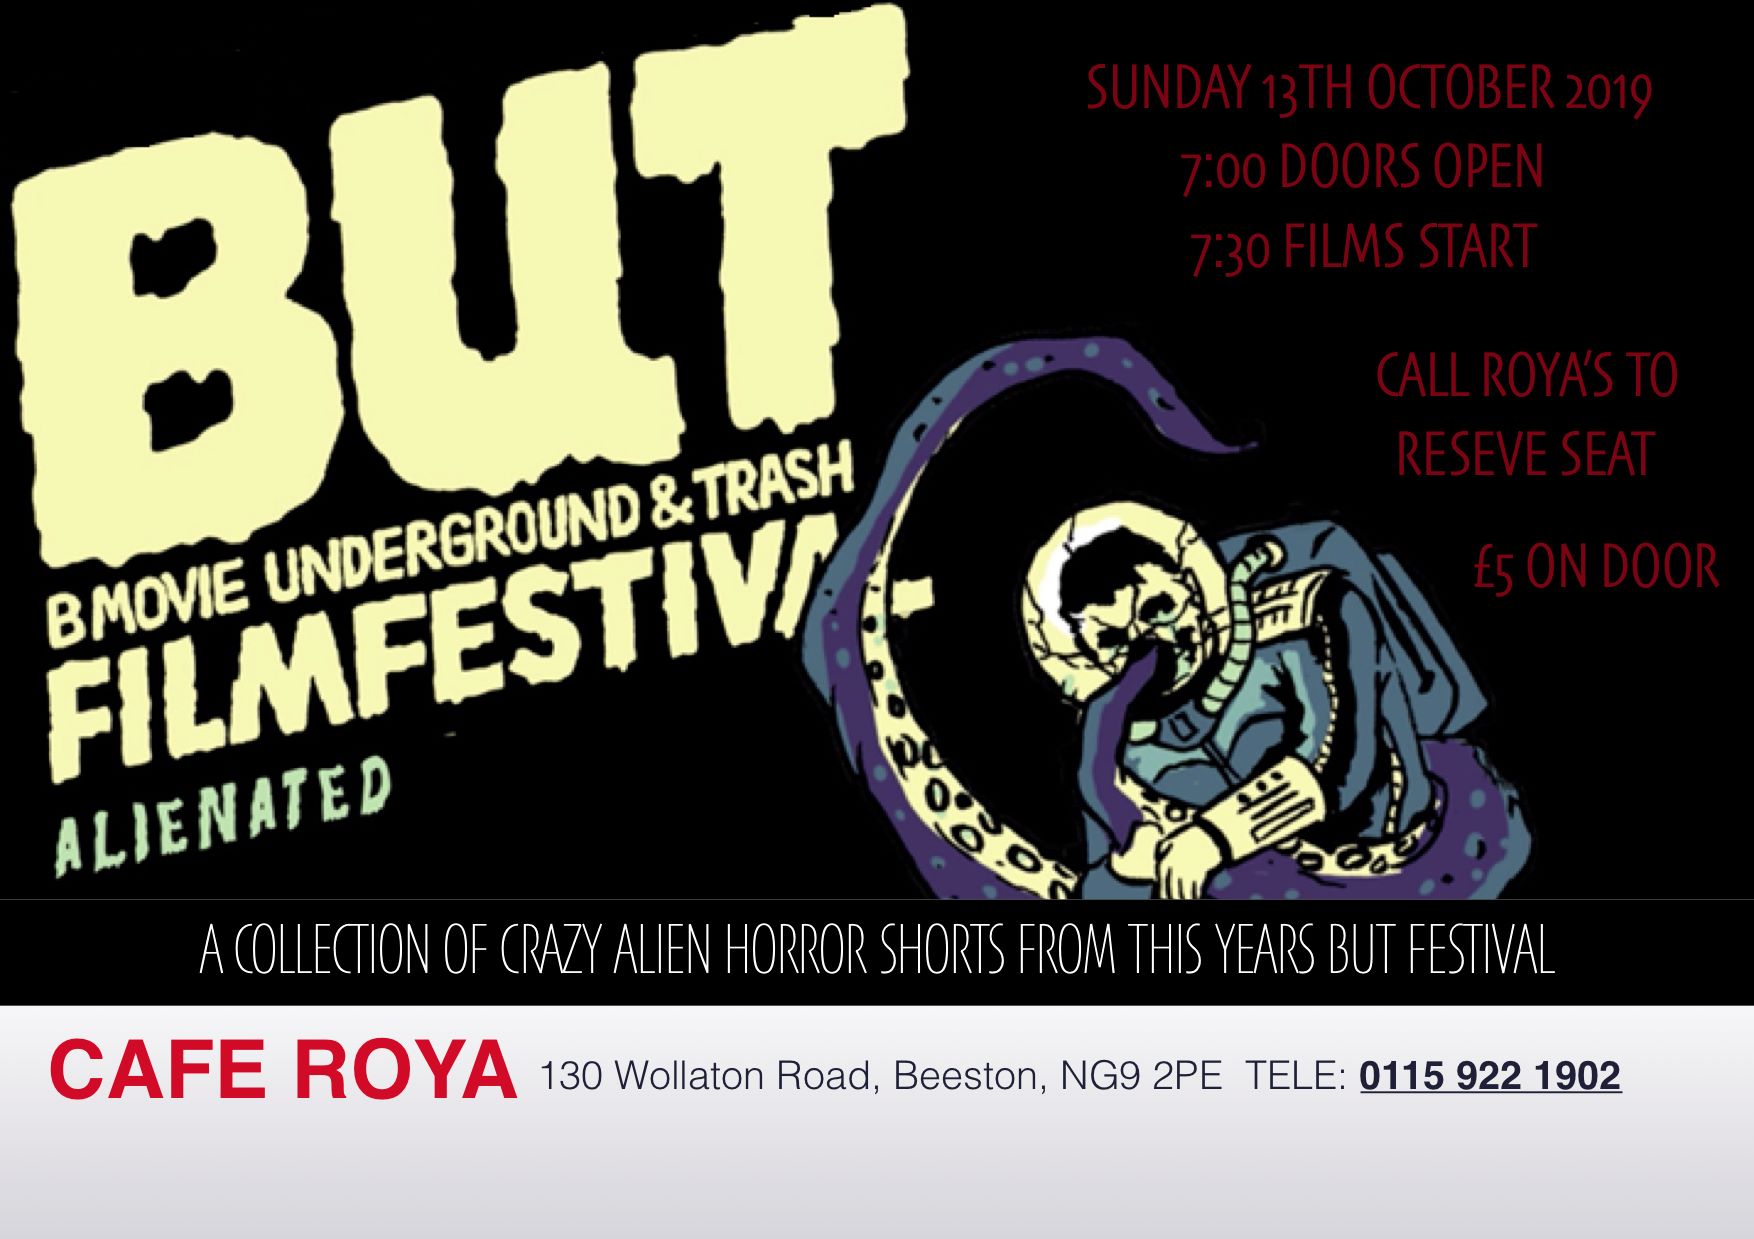 BUT
B MOVIE UNDERGROUND & TRASH
FILMFESTIVAL
ALIENATED
SUNDAY 13TH OCTOBER 2019
7:00 DOORS OPEN
7:30 FILMS START
CALL ROYA'S TO
RESEVE SEAT
£5 ON DOOR
A COLLECTION OF CRAZY ALIEN HORROR SHORTS FROM THIS YEARS BUT FESTIVAL
CAFE ROYA 130 Wollaton Road, Beeston, NG9 2PE TELE: 0115 922 1902